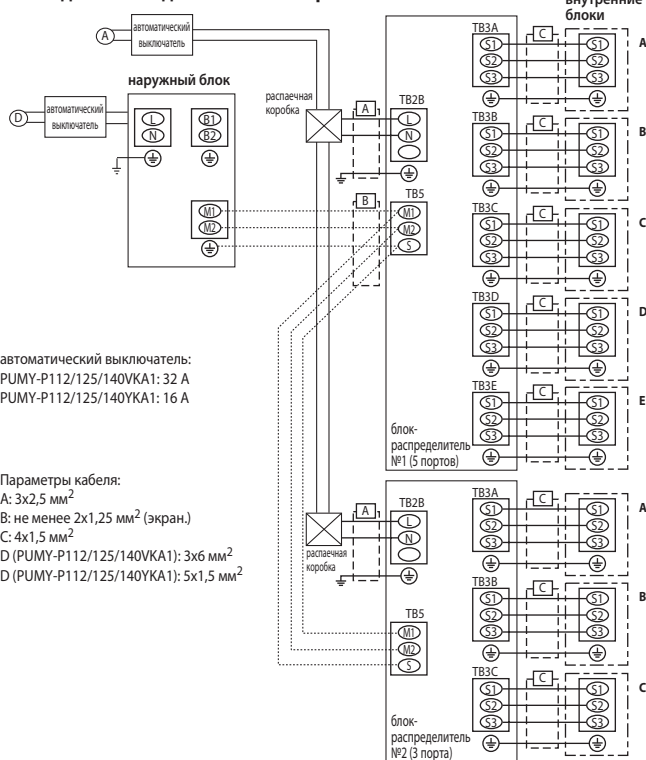 внутренние
блоки
A
автоматический
выключатель
наружный блок
D
автоматический
выключатель
L
N
B1
B2
M1
M2
распаечная
коробка
A
TB2B
L
N
B
TB5
M1
M2
S
TB3A
S1
S2
S3
C
S1
S2
S3
A
TB3B
S1
S2
S3
C
S1
S2
S3
B
TB3C
S1
S2
S3
C
S1
S2
S3
C
TB3D
S1
S2
S3
C
S1
S2
S3
D
TB3E
S1
S2
S3
C
S1
S2
S3
E
блок-
распределитель
№1 (5 портов)
автоматический выключатель:
PUMY-P112/125/140VKA1: 32 А
PUMY-P112/125/140YKA1: 16 А
Параметры кабеля:
A: 3x2,5 мм²
B: не менее 2x1,25 мм² (экран.)
C: 4x1,5 мм²
D (PUMY-P112/125/140VKA1): 3x6 мм²
D (PUMY-P112/125/140YKA1): 5x1,5 мм²
распаечная
коробка
A
TB2B
L
N
TB5
M1
M2
S
TB3A
S1
S2
S3
C
S1
S2
S3
A
TB3B
S1
S2
S3
C
S1
S2
S3
B
TB3C
S1
S2
S3
C
S1
S2
S3
C
блок-
распределитель
№2 (3 порта)